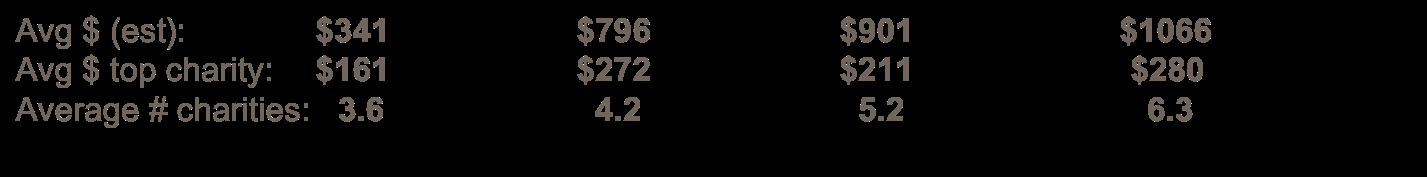 Avg $ (est): $341 $796 $901 $1066
Avg $ top charity: $161 $272 $211 $280
Average # charities: 3.6 4.2 5.2 6.3